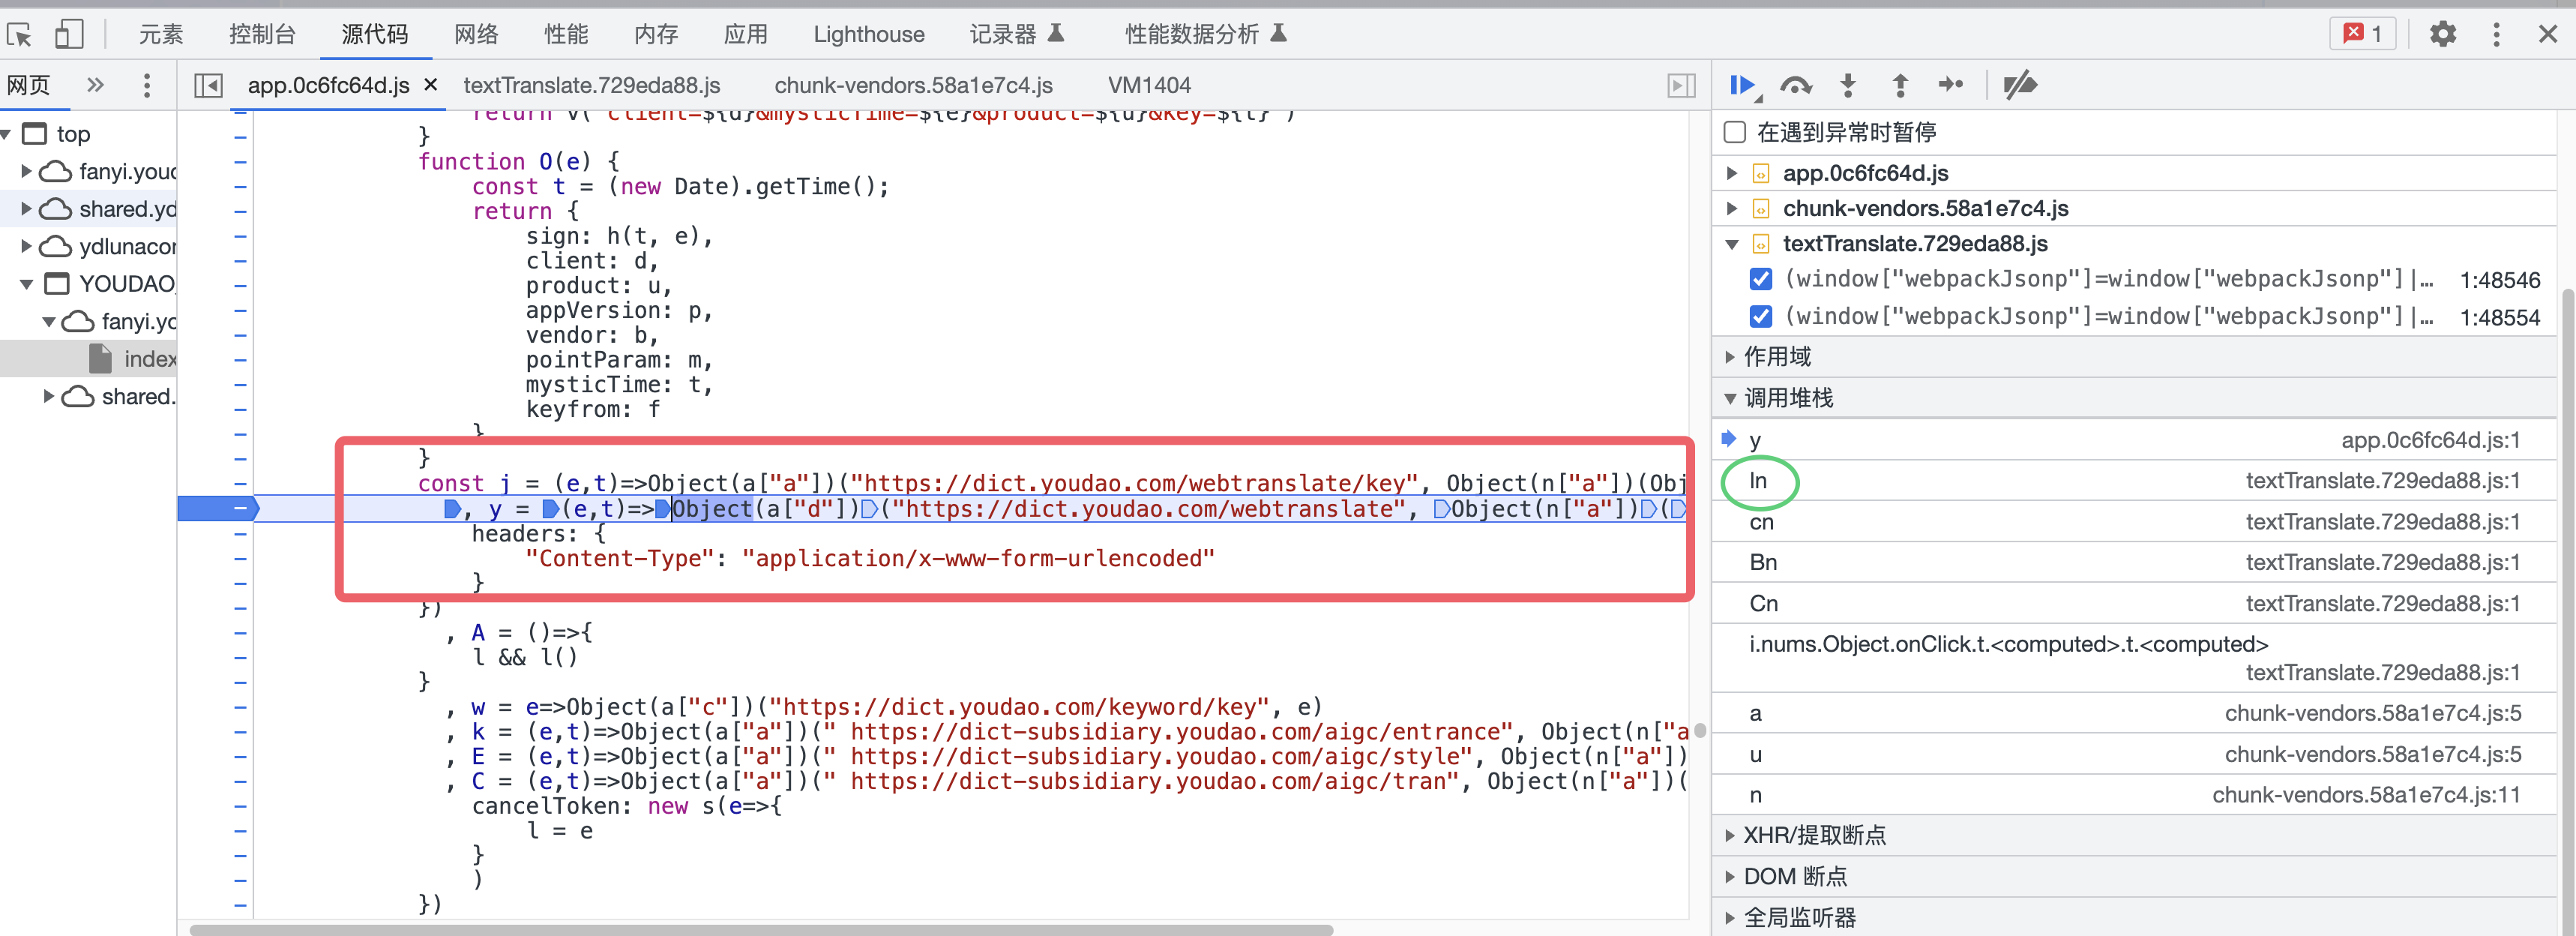 元素 控制台 源代码 网络 性能 内存 应用 Lighthouse 记录器 性能数据分析 1
网页 app.0c6fc64d.js textTranslate.729eda88.js chunk-vendors.58a1e7c4.js VM1404
top
fanyi.youd
shared.yd
ydlunacor
YOUDAO_
fanyi.yo
index
shared.
return v(`client=${d}&mysticTime=${e}&product=${u}&key=${t}`)
}
function O(e) {
const t = (new Date).getTime();
return {
sign: h(t, e),
client: d,
product: u,
appVersion: p,
vendor: b,
pointParam: m,
mysticTime: t,
keyfrom: f
}
}
const j = (e,t)=>Object(a["a"])("https://dict.youdao.com/webtranslate/key", Object(n["a"])(Obj
, y = (e,t)=>Object(a["d"])("https://dict.youdao.com/webtranslate", Object(n["a"])(
headers: {
"Content-Type": "application/x-www-form-urlencoded"
}
})
, A = ()=>{
l && l()
}
, w = e=>Object(a["c"])("https://dict.youdao.com/keyword/key", e)
, k = (e,t)=>Object(a["a"])(" https://dict-subsidiary.youdao.com/aigc/entrance", Object(n["a
, E = (e,t)=>Object(a["a"])(" https://dict-subsidiary.youdao.com/aigc/style", Object(n["a"])
, C = (e,t)=>Object(a["a"])(" https://dict-subsidiary.youdao.com/aigc/tran", Object(n["a"])(
cancelToken: new s(e=>{
l = e
}
)
})
在遇到异常时暂停
app.0c6fc64d.js
chunk-vendors.58a1e7c4.js
textTranslate.729eda88.js
(window["webpackJsonp"]=window["webpackJsonp"]|… 1:48546
(window["webpackJsonp"]=window["webpackJsonp"]|… 1:48554
作用域
调用堆栈
y app.0c6fc64d.js:1
In textTranslate.729eda88.js:1
cn textTranslate.729eda88.js:1
Bn textTranslate.729eda88.js:1
Cn textTranslate.729eda88.js:1
i.nums.Object.onClick.t.<computed>.t.<computed>
textTranslate.729eda88.js:1
a chunk-vendors.58a1e7c4.js:5
u chunk-vendors.58a1e7c4.js:5
n chunk-vendors.58a1e7c4.js:11
XHR/提取断点
DOM 断点
全局监听器